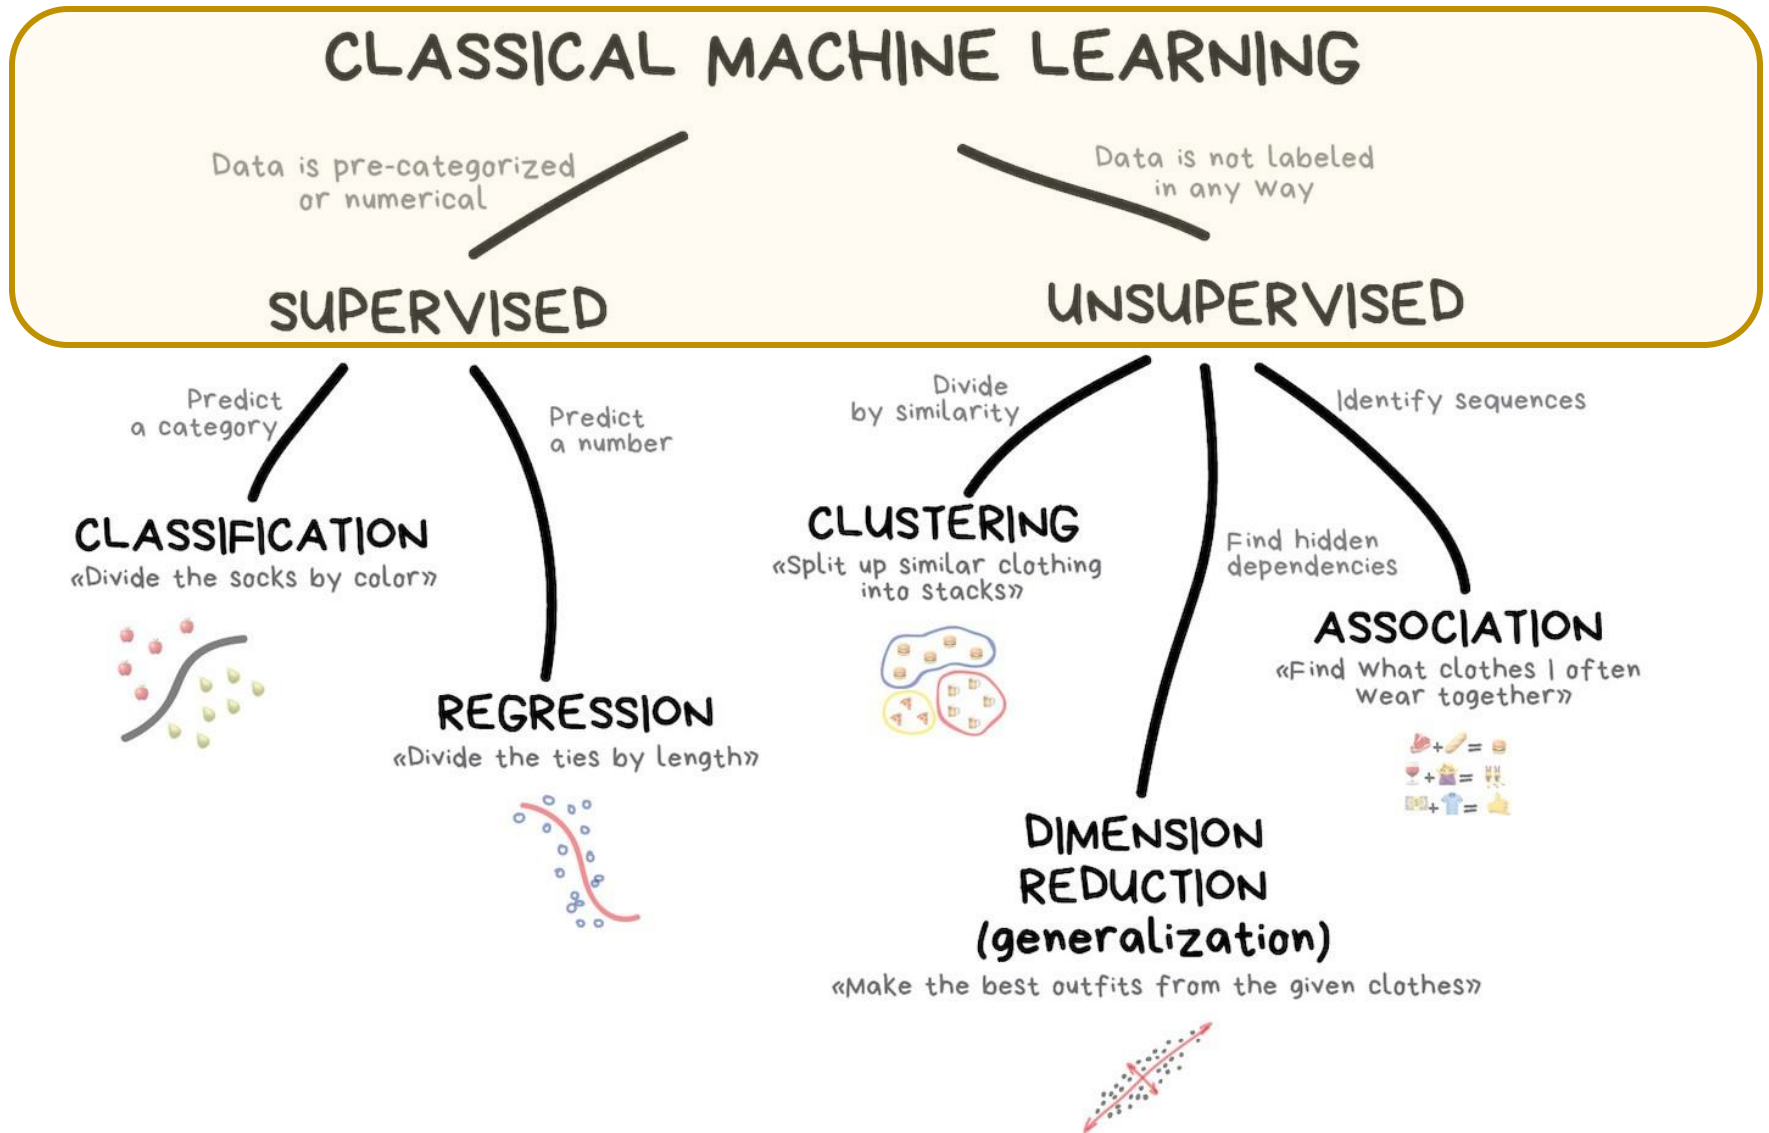 CLASSICAL MACHINE LEARNING
Data is pre-categorized
or numerical
Data is not labeled
in any way
SUPERVISED
UNSUPERVISED
Predict
a category
Predict
a number
Divide
by similarity
Identify sequences
CLASSIFICATION
«Divide the socks by color»
CLUSTERING
«Split up similar clothing
into stacks»
Find hidden
dependencies
ASSOCIATION
«Find what clothes I often
wear together»
REGRESSION
«Divide the ties by length»
+ =
+ =
+ =
DIMENSION
REDUCTION
(generalization)
«Make the best outfits from the given clothes»